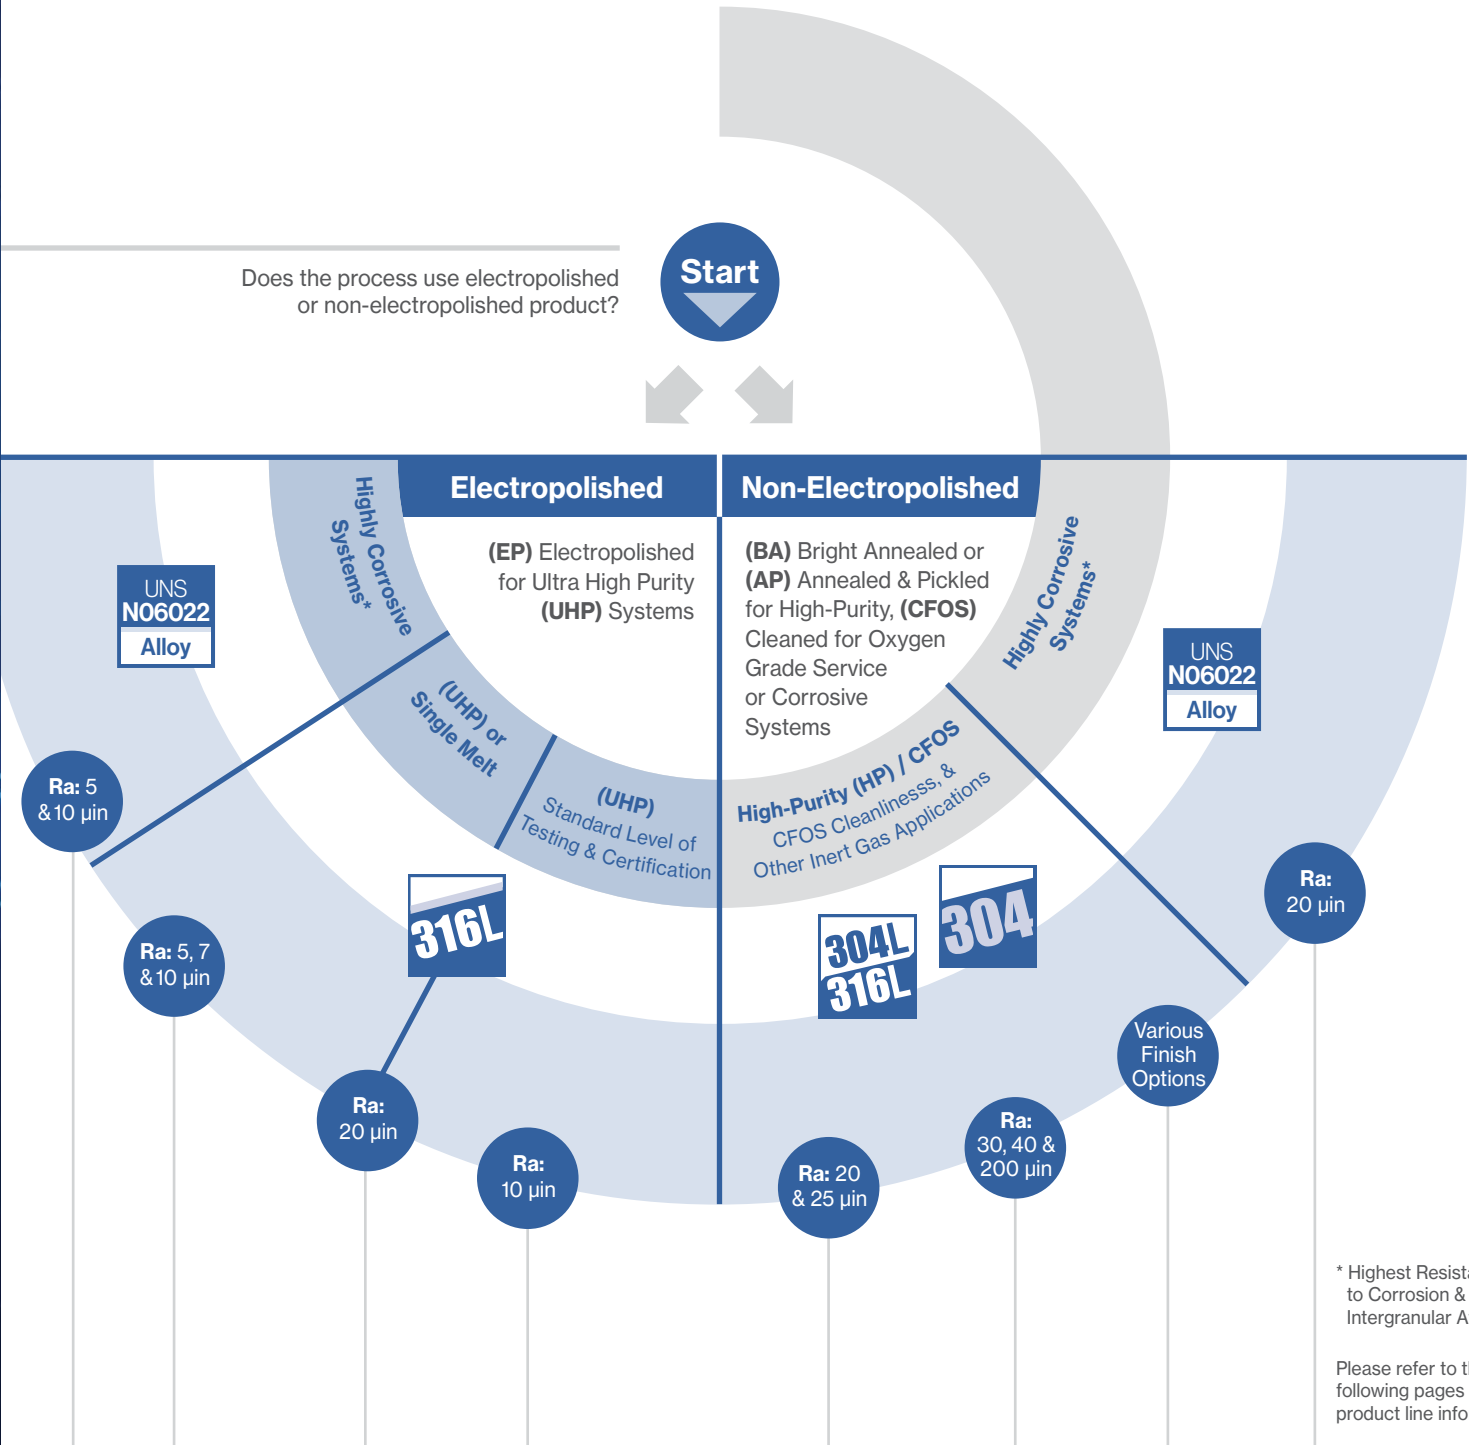 Start
Does the process use electropolished
or non-electropolished product?
Electropolished
Non-Electropolished
(EP) Electropolished
for Ultra High Purity
(UHP) Systems
(BA) Bright Annealed or
(AP) Annealed & Pickled
for High-Purity, (CFOS)
Cleaned for Oxygen
Grade Service
or Corrosive
Systems
Highly Corrosive
Systems*
(UHP) or
Single Melt
(UHP)
Standard Level of
Testing & Certification
High-Purity (HP) / CFOS
CFOS Cleanlinesss, &
Other Inert Gas Applications
Highly Corrosive
Systems*
UNS
N06022
Alloy
316L
304L
316L
304
UNS
N06022
Alloy
Ra: 5
& 10 µin
Ra: 5, 7
& 10 µin
Ra:
20 µin
Ra:
10 µin
Ra: 20
& 25 µin
Ra:
30, 40 &
200 µin
Various
Finish
Options
Ra:
20 µin
* Highest
to Corrosion &
Intergranular
Please refer to
following pages
product line